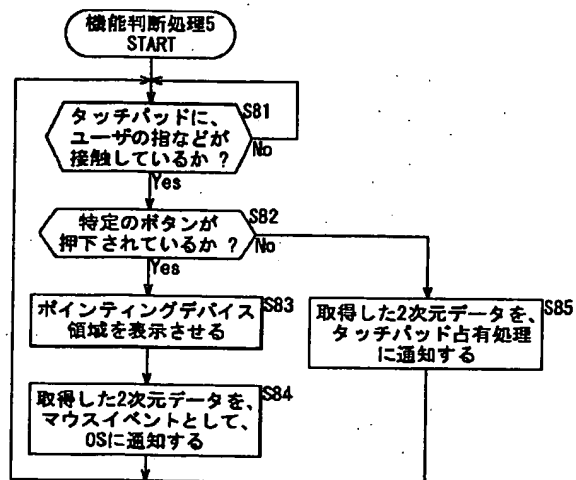 機能判断処理5
START
タッチパッドに、
ユーザの指などが
接触しているか ?
S81
No
Yes
特定のボタンが
押下されているか ?
S82
No
Yes
ポインティングデバイス
領域を表示させる
S83
取得した2次元データを、
タッチパッド占有処理
に通知する
S85
取得した2次元データを、
マウスイベントとして、
OSに通知する
S84